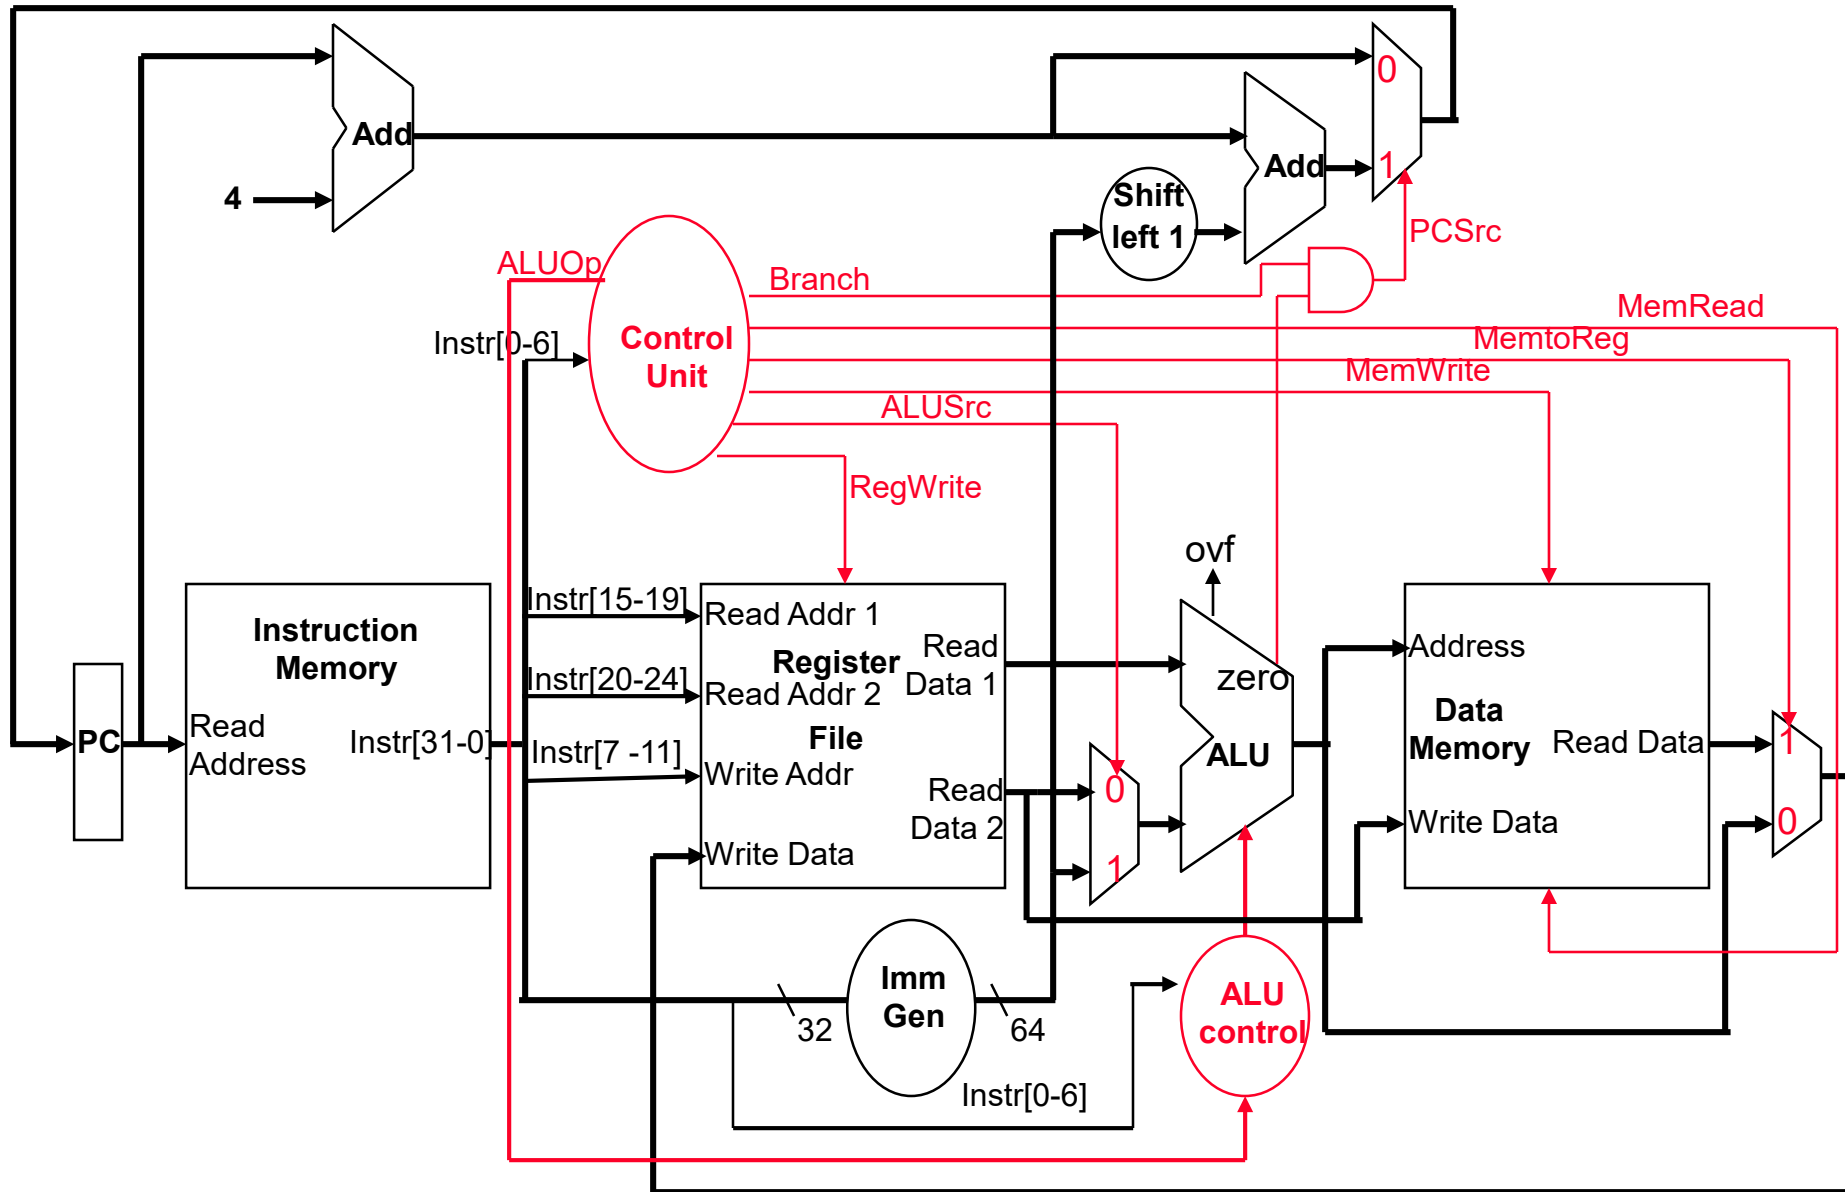 0
Add
1
Add
4
Shift
left 1
PCSrc
ALUOp
Branch
MemRead
Instr[0-6]
Control
Unit
MemtoReg
MemWrite
ALUSrc
RegWrite
ovf
Instruction
Memory
Instr[15-19]
Read Addr 1
Register
Read
Data 1
zero
Address
Instr[20-24]
Read Addr 2
File
Data
Memory
PC
Read
Address
Instr[31-0]
Instr[7 -11]
Write Addr
ALU
Read Data
1
Read
Data 2
0
Write Data
0
Write Data
1
Imm
Gen
32
64
ALU
control
Instr[0-6]